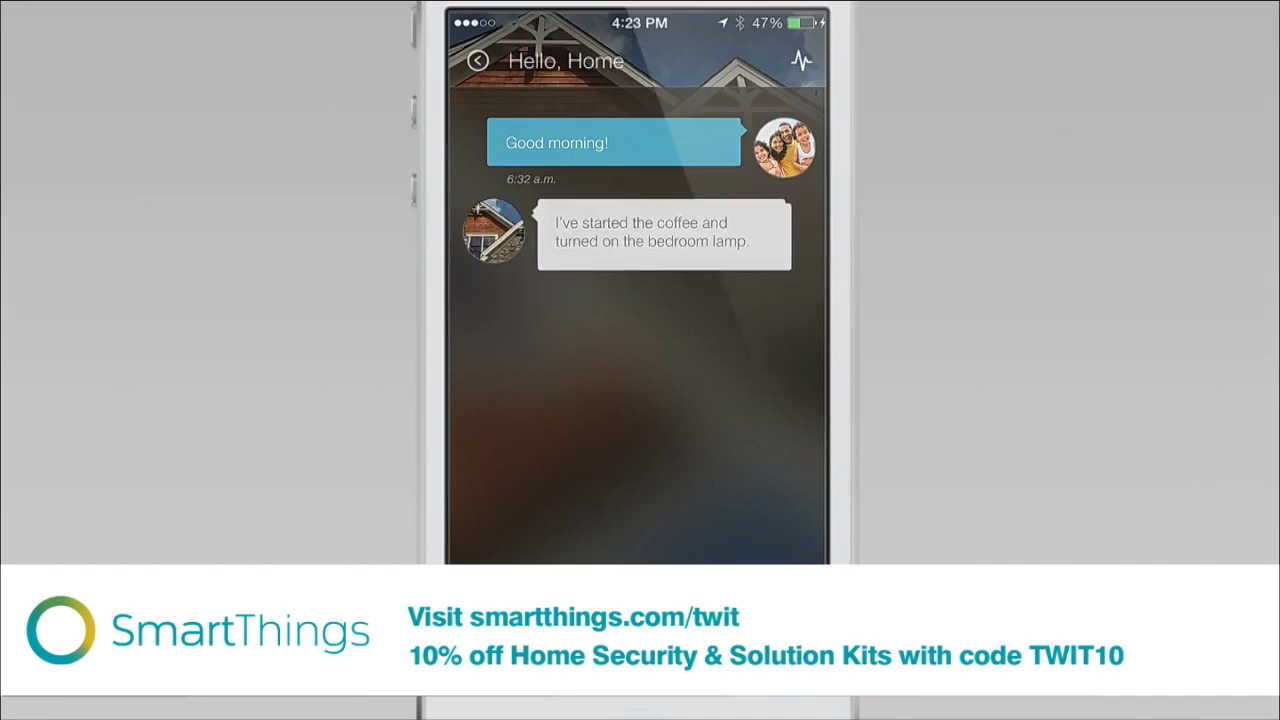 4:23 PM 47%
Hello, Home
Good morning!
6:32 a.m.
I've started the coffee and
turned on the bedroom lamp.
SmartThings
Visit smartthings.com/twit
10% off Home Security & Solution Kits with code TWIT10